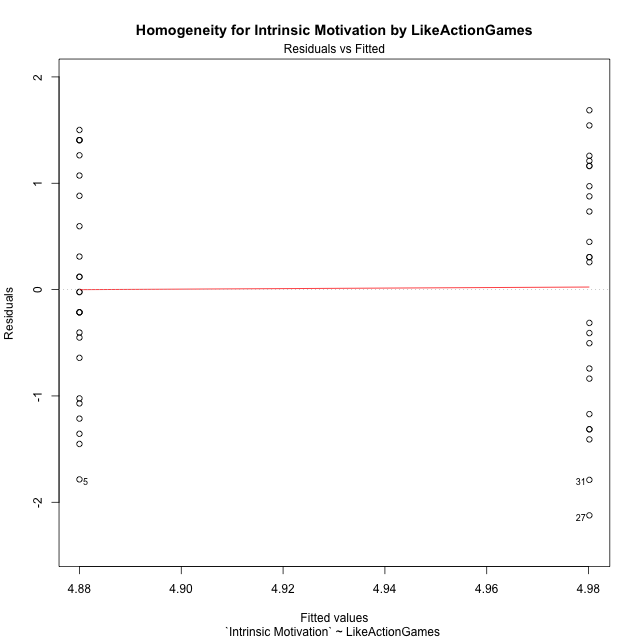 Homogeneity for Intrinsic Motivation by LikeActionGames
Residuals vs Fitted
2
1
0
-1
-2
Residuals
5
31
27
4.88 4.90 4.92 4.94 4.96 4.98
Fitted values
`Intrinsic Motivation` ~ LikeActionGames